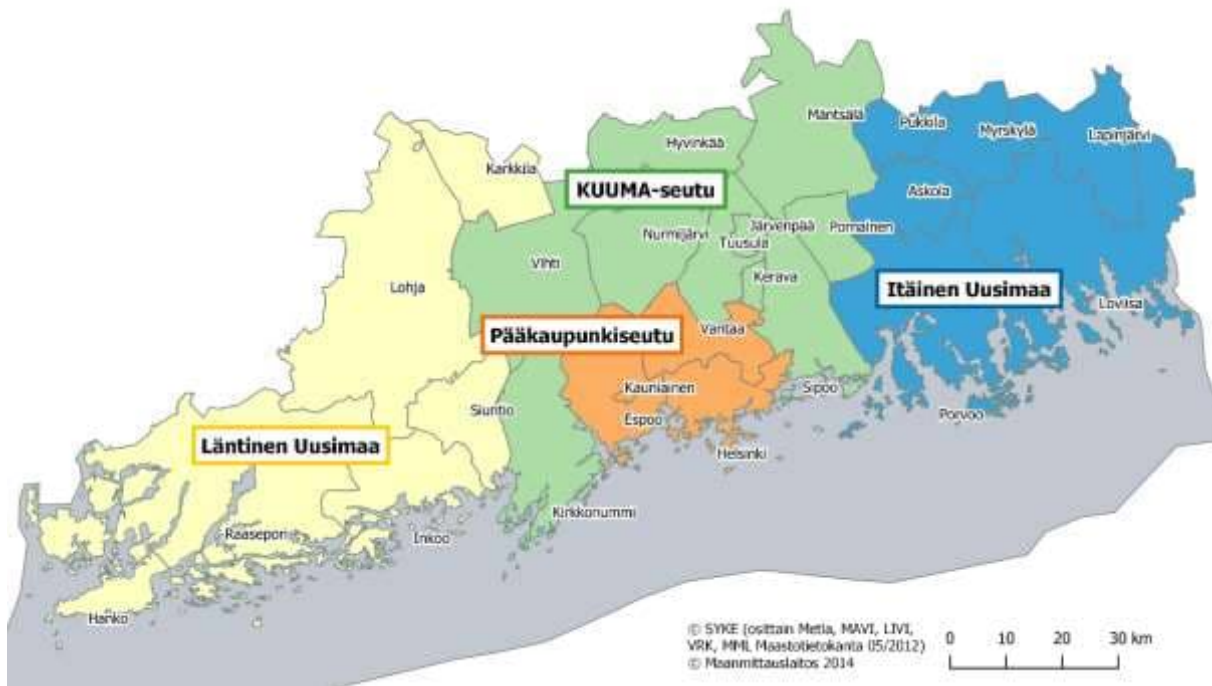 Mäntsälä
Pukkila
Myrskylä
Lapinjärvi
Hyvinkää
Karkkila
KUUMA-seutu
Askola
Nurmijärvi
Järvenpää
Pornainen
Tuusula
Vihti
Kerava
Lohja
Itäinen Uusimaa
Loviisa
Pääkaupunkiseutu
Vantaa
Kauniainen
Sipoo
Siuntio
Espoo
Porvoo
Läntinen Uusimaa
Helsinki
Kirkkonummi
Raasepori
Inkoo
Hanko
© SYKE (osittain Metla, MAVI, LIVI,
VRK, MML Maastotietokanta 05/2012)
© Maanmittauslaitos 2014
0 10 20 30 km